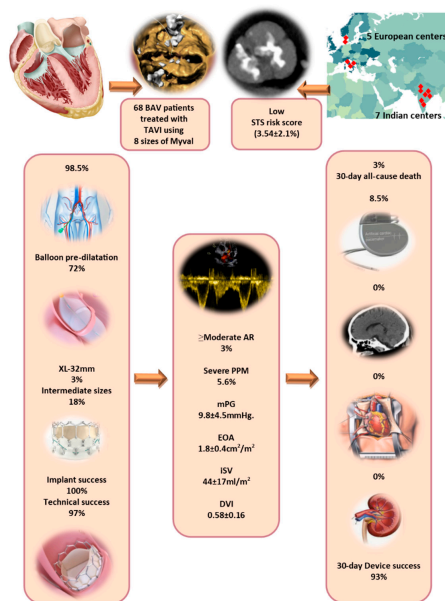 5 European centers
7 Indian centers
68 BAV patients
treated with
TAVI using
8 sizes of Myval
Low
STS risk score
(3.54±2.1%)
98.5%
Balloon pre-dilatation
72%
XL-32mm
3%
Intermediate sizes
18%
Implant success
100%
Technical success
97%
≥Moderate AR
3%
Severe PPM
5.6%
mPG
9.8±4.5mmHg.
EOA
1.8±0.4cm²/m²
iSV
44±17ml/m²
DVI
0.58±0.16
3%
30-day all-cause death
8.5%
0%
0%
0%
30-day Device success
93%